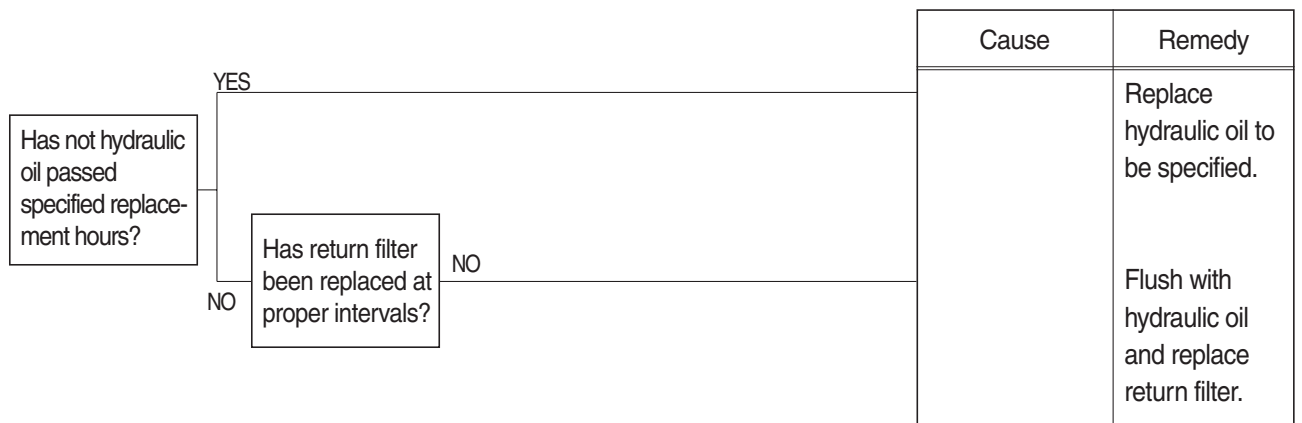 Cause
Remedy
YES
Replace
hydraulic oil to
be specified.
Has not hydraulic
oil passed
specified replace-
ment hours?
NO
Has return filter
been replaced at
proper intervals?
NO
Flush with
hydraulic oil
and replace
return filter.